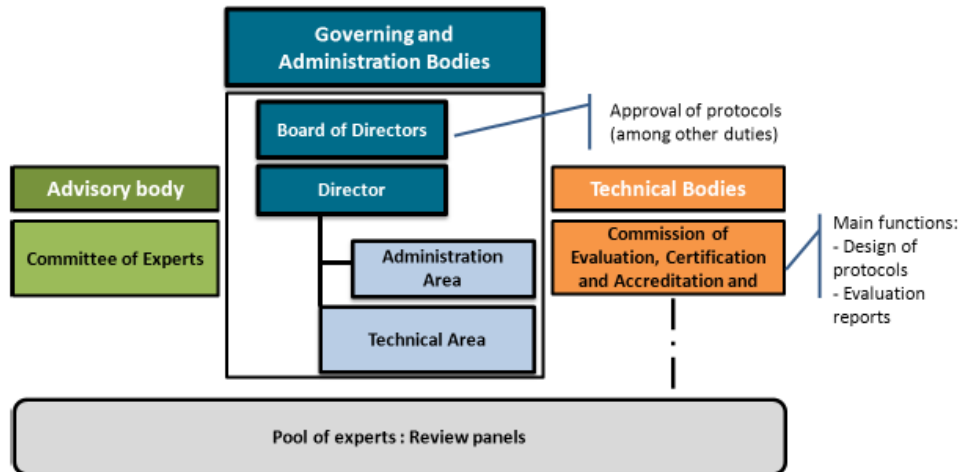 Governing and
Administration Bodies
Board of Directors
Approval of protocols
(among other duties)
Advisory body
Director
Technical Bodies
Committee of Experts
Administration
Area
Commission of
Evaluation, Certification
and Accreditation and
Main functions:
- Design of
protocols
- Evaluation
reports
Technical Area
Pool of experts : Review panels